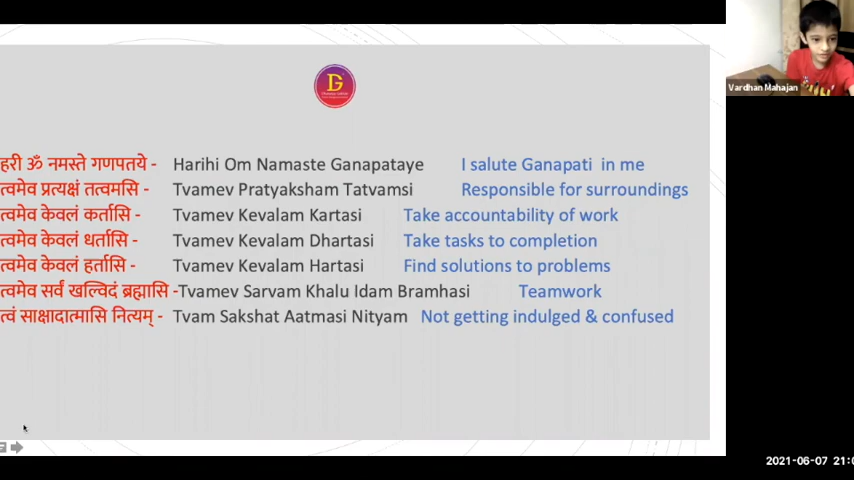 हरी ॐ नमस्ते गणपतये - Harihi Om Namaste Ganapataye I salute Ganapati in me
त्वमेव प्रत्यक्षं तत्वमसि - Tvamev Pratyaksham Tatvamsi Responsible for surroundings
त्वमेव केवलं कर्तासि - Tvamev Kevalam Kartasi Take accountability of work
त्वमेव केवलं धर्तासि - Tvamev Kevalam Dhartasi Take tasks to completion
त्वमेव केवलं हर्तासि - Tvamev Kevalam Hartasi Find solutions to problems
त्वमेव सर्वं खल्विदं ब्रह्मासि -Tvamev Sarvam Khalu Idam Bramhasi Teamwork
त्वं साक्षादात्मासि नित्यम् - Tvam Sakshat Aatmasi Nityam Not getting indulged & confused
Vardhan Mahajan
2021-06-07 21:0